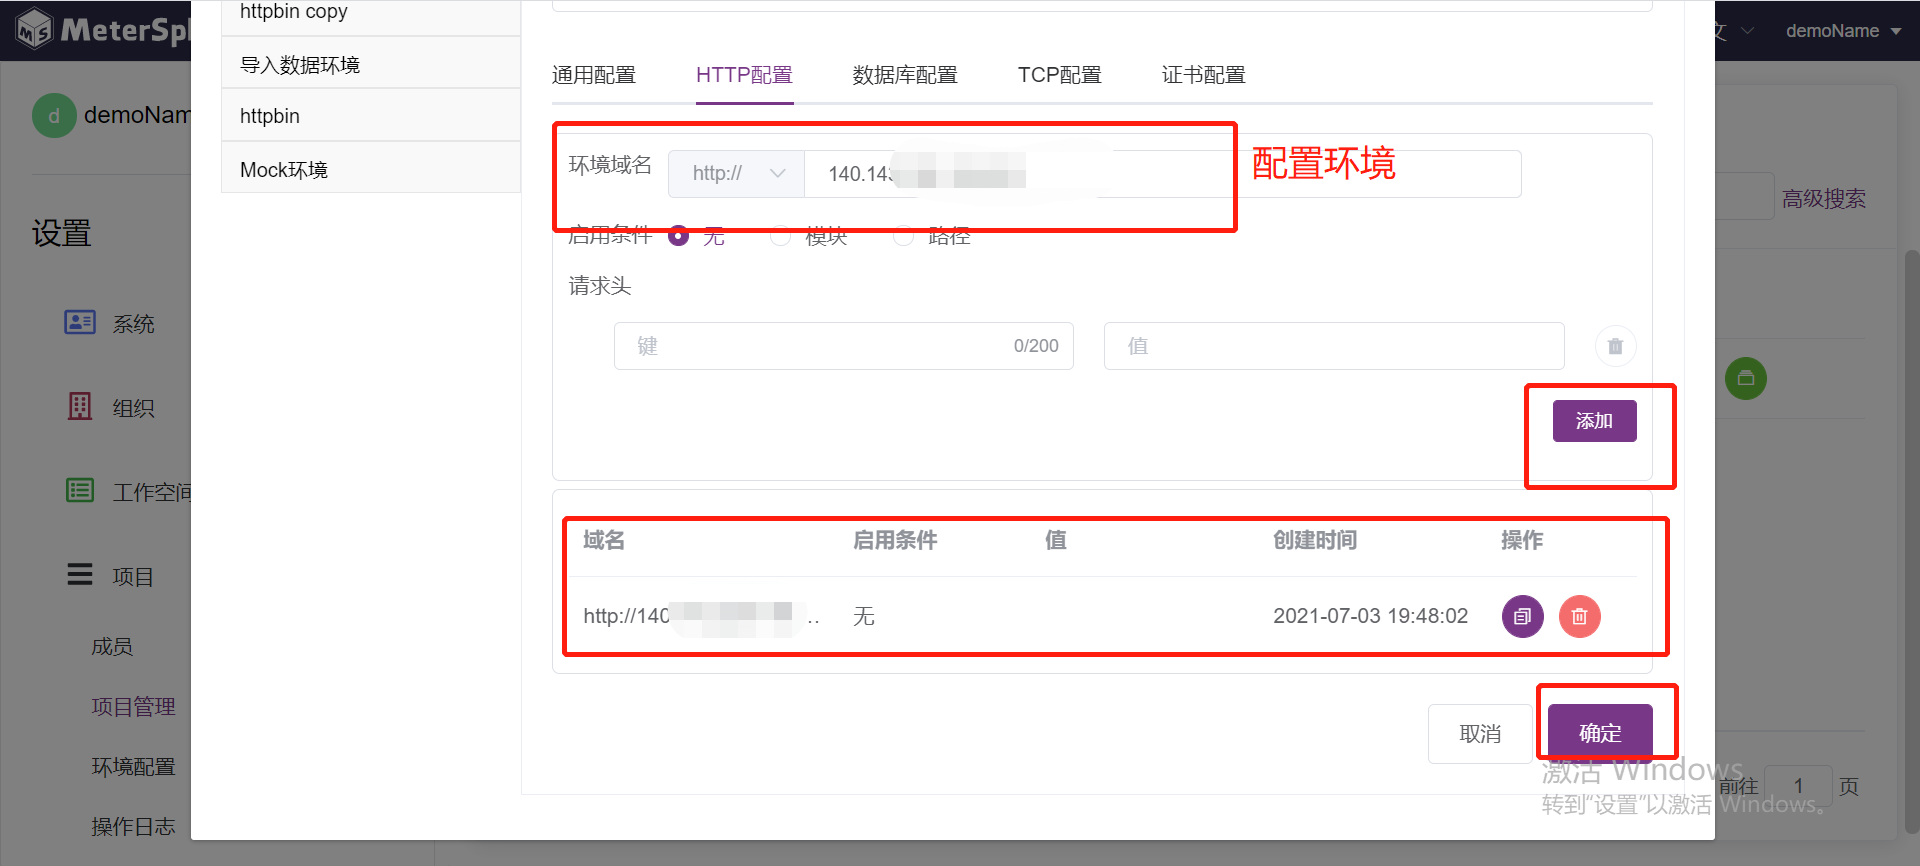 MeterSp
文
demoName
d
demoNam
设置
系统
组织
工作空间
项目
成员
项目管理
环境配置
操作日志
httpbin copy
导入数据环境
httpbin
Mock环境
通用配置
HTTP配置
数据库配置
TCP配置
证书配置
环境域名
http://
140.143
配置环境
启用条件
无
模块
路径
请求头
键
0/200
值
添加
域名
启用条件
值
创建时间
操作
http://140
..
无
2021-07-03 19:48:02
取消
确定
高级搜索
前往
1
页
激活 Windows
转到"设置"以激活 Windows。